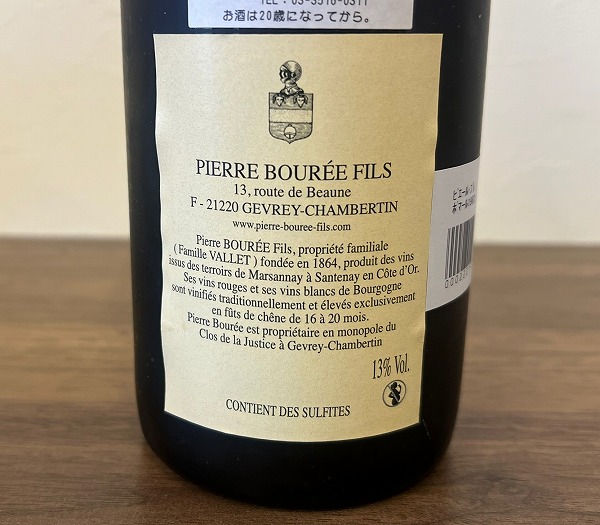 お酒は20歳になってから。
PIERRE BOURÉE FILS
13, route de Beaune
F - 21220 GEVREY-CHAMBERTIN
www.pierre-bouree-fils.com
Pierre BOURÉE Fils, propriété familiale
( Famille VALLET ) fondée en 1864, produit des vins
issus des terroirs de Marsannay à Santenay en Côte d'Or.
Ses vins rouges et ses vins blancs de Bourgogne
sont vinifiés traditionnellement et élevés exclusivement
en fûts de chêne de 16 à 20 mois.
Pierre Bourée est propriétaire en monopole du
Clos de la Justice à Gevrey-Chambertin
13% Vol.
CONTIENT DES SULFITES